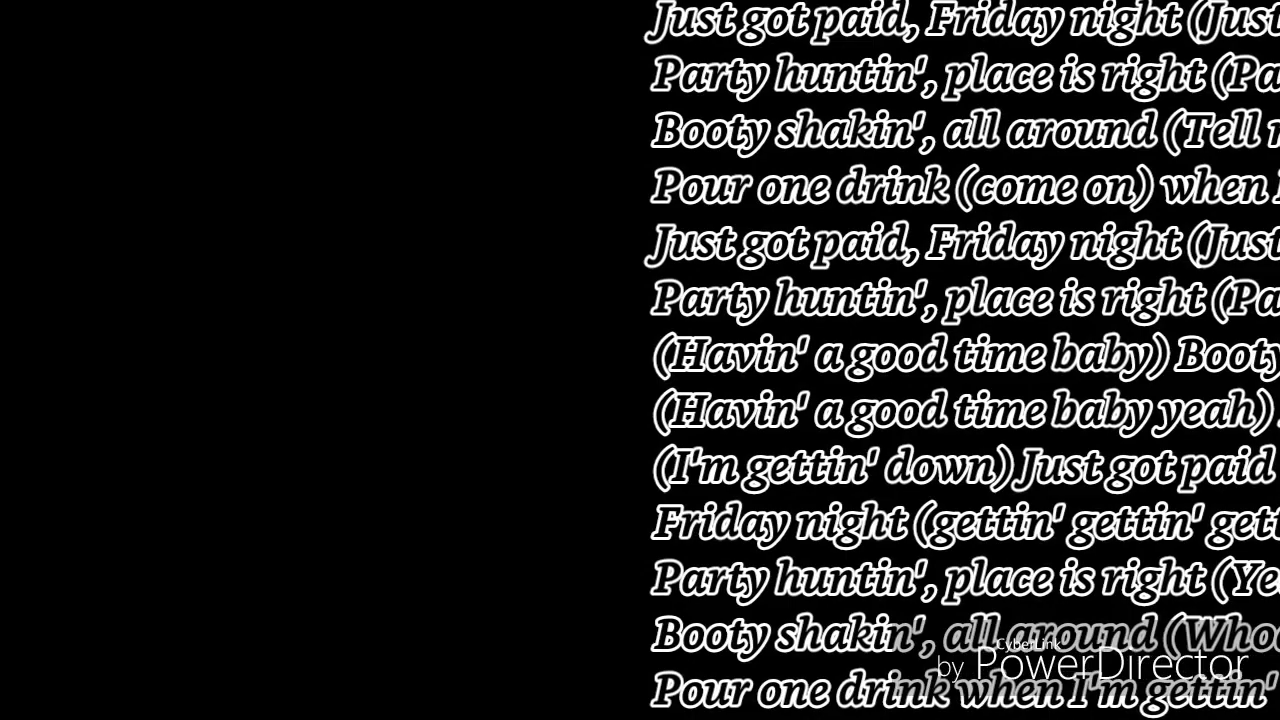 Just got paid, Friday night (Just
Party huntin', place is right (Pa
Booty shakin', all around (Tell
Pour one drink (come on) when
Just got paid, Friday night (Just
Party huntin', place is right (Pa
(Havin' a good time baby) Booty
(Havin' a good time baby yeah)
(I'm gettin' down) Just got paid
Friday night (gettin' gettin' gett
Party huntin', place is right (Ye
Booty shakin', all around (Whoo
Pour one drink when I'm gettin'
CyberLink
by PowerDirector